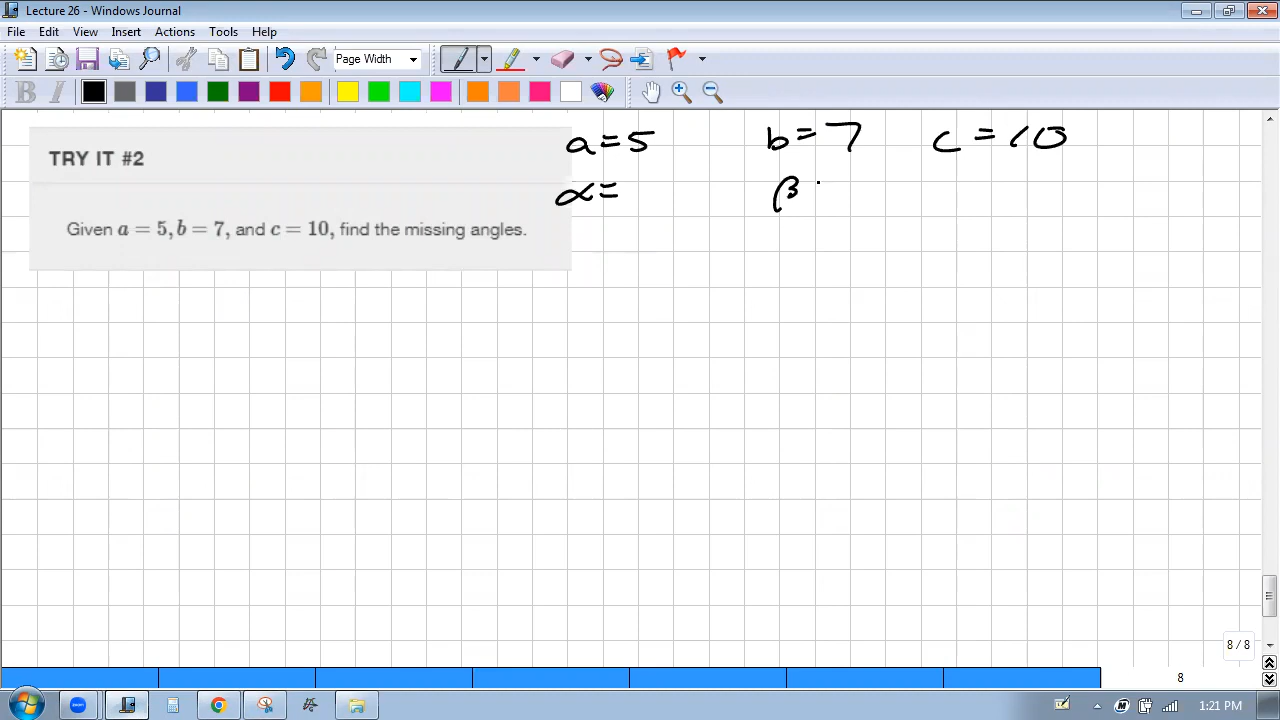 Lecture 26 - Windows Journal
File Edit View Insert Actions Tools Help
Page Width
B I
TRY IT #2
Given a = 5, b = 7, and c = 10, find the missing angles.
a = 5 b = 7 c = 10
α = β
8 / 8
8
1:21 PM